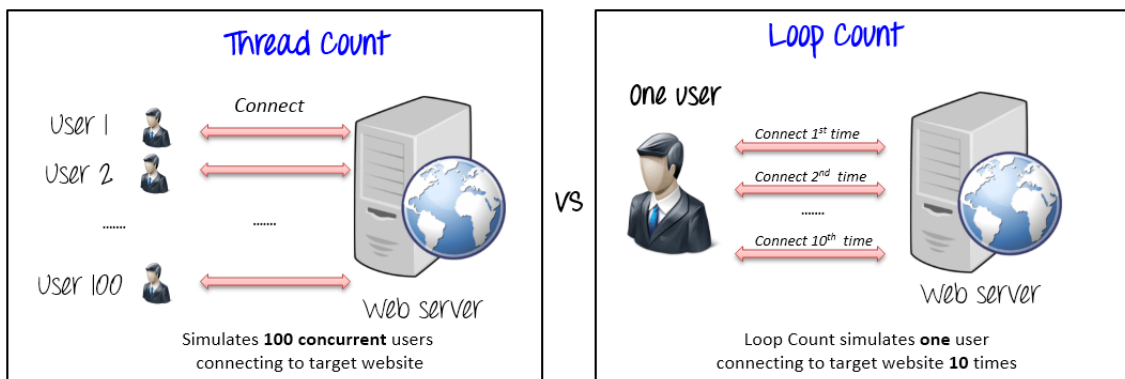 Thread Count
User 1
Connect
User 2
.......
.......
User 100
Web server
Simulates 100 concurrent users
connecting to target website
VS
Loop Count
One user
Connect 1st time
Connect 2nd time
.......
Connect 10th time
Web server
Loop Count simulates one user
connecting to target website 10 times